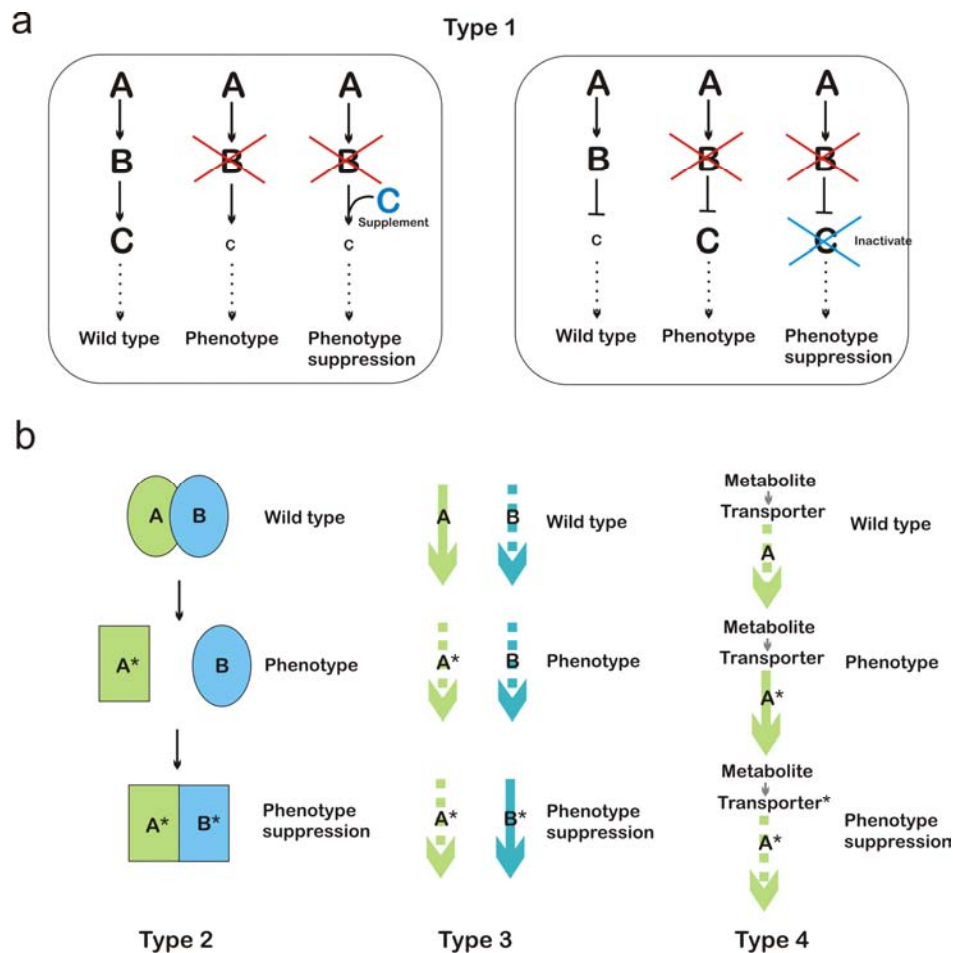 a
Type 1
A A A
B B B
C
Supplement
C c c
Wild type Phenotype Phenotype
suppression
A A A
B B B
c C C Inactivate
Wild type Phenotype Phenotype
suppression
b
A B Wild type
A* B Phenotype
A* B* Phenotype
suppression
Type 2
A B Wild type
A* B Phenotype
A* B* Phenotype
suppression
Type 3
Metabolite
Transporter
A
Wild type
Metabolite
Transporter
A*
Phenotype
Metabolite
Transporter*
A*
Phenotype
suppression
Type 4